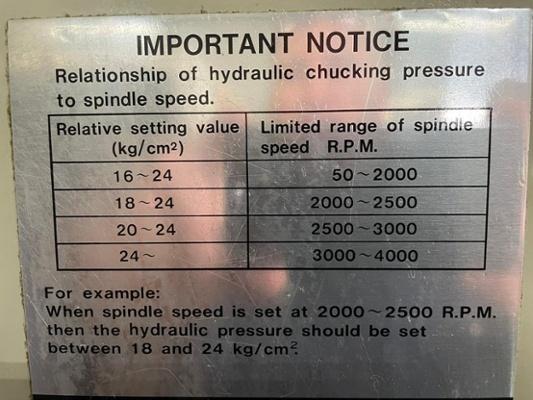 IMPORTANT NOTICE
Relationship of hydraulic chucking pressure
to spindle speed.
Relative setting value (kg/cm²) Limited range of spindle speed R.P.M.
16~24 50~2000
18~24 2000~2500
20~24 2500~3000
24~ 3000~4000
For example:
When spindle speed is set at 2000~2500 R.P.M.
then the hydraulic pressure should be set
between 18 and 24 kg/cm².